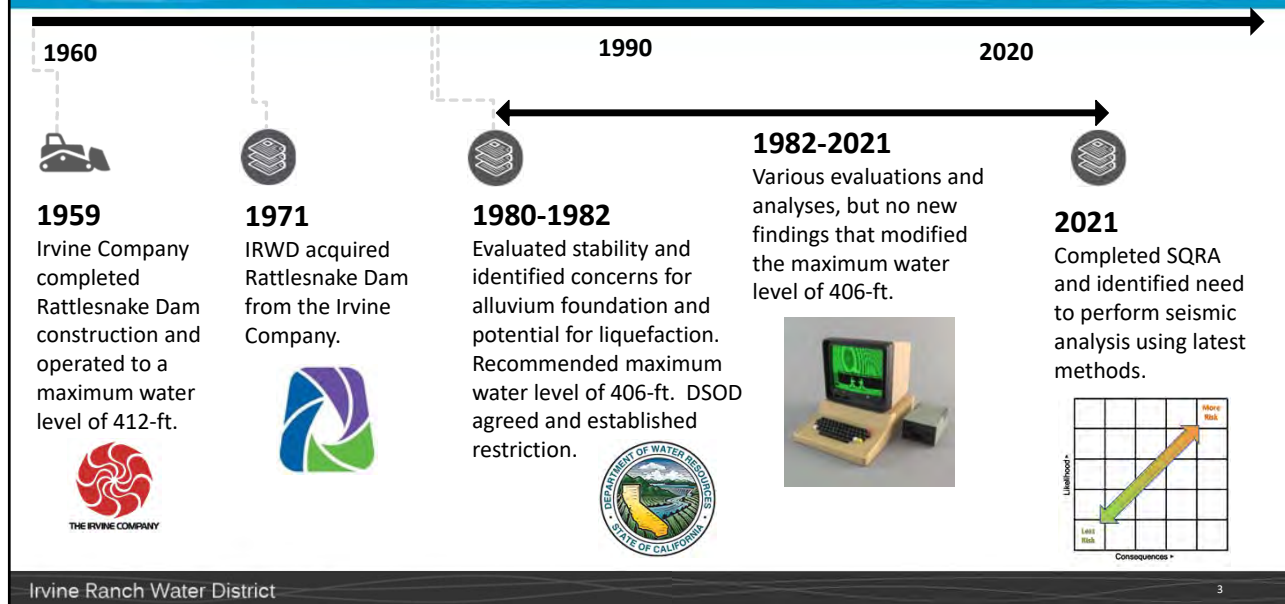 1960
1990
2020
1959
Irvine Company
completed
Rattlesnake Dam
construction and
operated to a
maximum water
level of 412-ft.
THE IRVINE COMPANY
1971
IRWD acquired
Rattlesnake Dam
from the Irvine
Company.
1980-1982
Evaluated stability and
identified concerns for
alluvium foundation and
potential for liquefaction.
Recommended maximum
water level of 406-ft.  DSOD
agreed and established
restriction.
DEPARTMENT OF WATER RESOURCES
STATE OF CALIFORNIA
1982-2021
Various evaluations and
analyses, but no new
findings that modified
the maximum water
level of 406-ft.
2021
Completed SQRA
and identified need
to perform seismic
analysis using latest
methods.
More
Risk
Likelihood
Less
Risk
Consequences
Irvine Ranch Water District
3